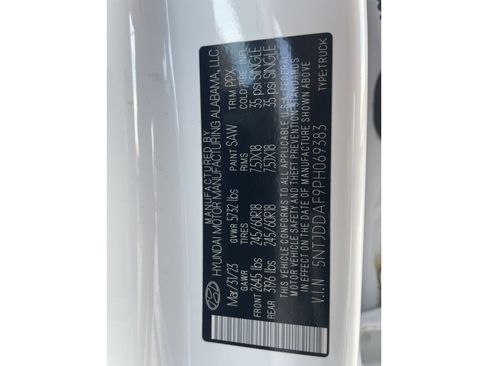 MANUFACTURED BY
HYUNDAI MOTOR MANUFACTURING ALABAMA, LLC.
Mar/31/23 GVWR 5732 lbs PAINT SAW TRIM PPX
GAWR TIRES RIMS COLD TIRE INFL
FRONT 2645 lbs 245/60R18 7.5JX18 35 psi SINGLE
REAR 3196 lbs 245/60R18 7.5JX18 35 psi SINGLE
THIS VEHICLE CONFORMS TO ALL APPLICABLE U.S. FEDERAL
MOTOR VEHICLE SAFETY AND THEFT PREVENTION STANDARDS
IN EFFECT ON THE DATE OF MANUFACTURE SHOWN ABOVE
V.I.N 5NTJDDAF9PH069383 TYPE:TRUCK